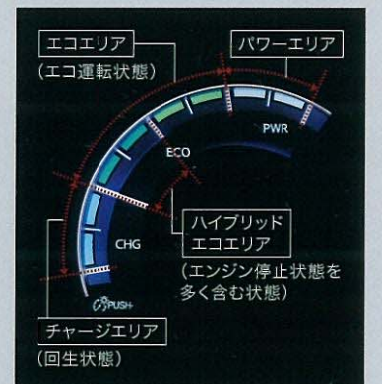 エコエリア
(エコ運転状態)
パワーエリア
PWR
ECO
ハイブリッド
エコエリア
(エンジン停止状態を
多く含む状態)
CHG
PUSH
チャージエリア
(回生状態)